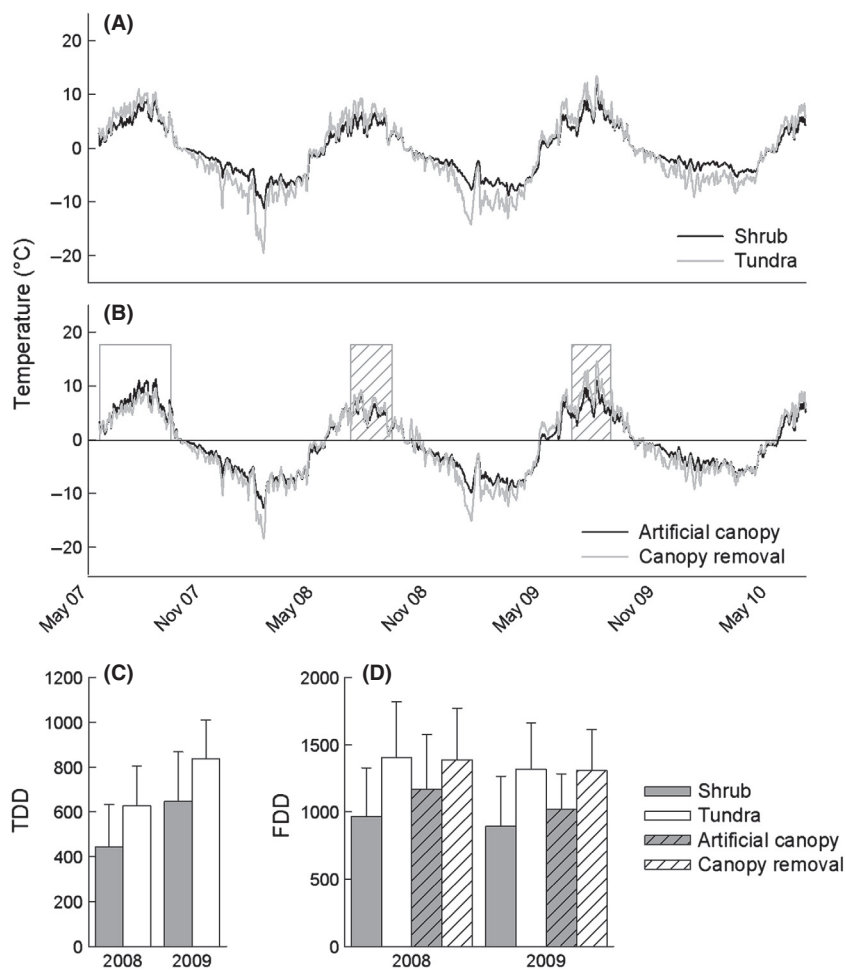 (A)
20
10
0
–10
–20
Shrub
Tundra
Temperature (°C)
(B)
20
10
0
–10
–20
Artificial canopy
Canopy removal
May 07
Nov 07
May 08
Nov 08
May 09
Nov 09
May 10
(C)
1200
1000
800
600
400
200
0
TDD
2008 2009
(D)
2000
1500
1000
500
0
FDD
2008 2009
Shrub
Tundra
Artificial canopy
Canopy removal